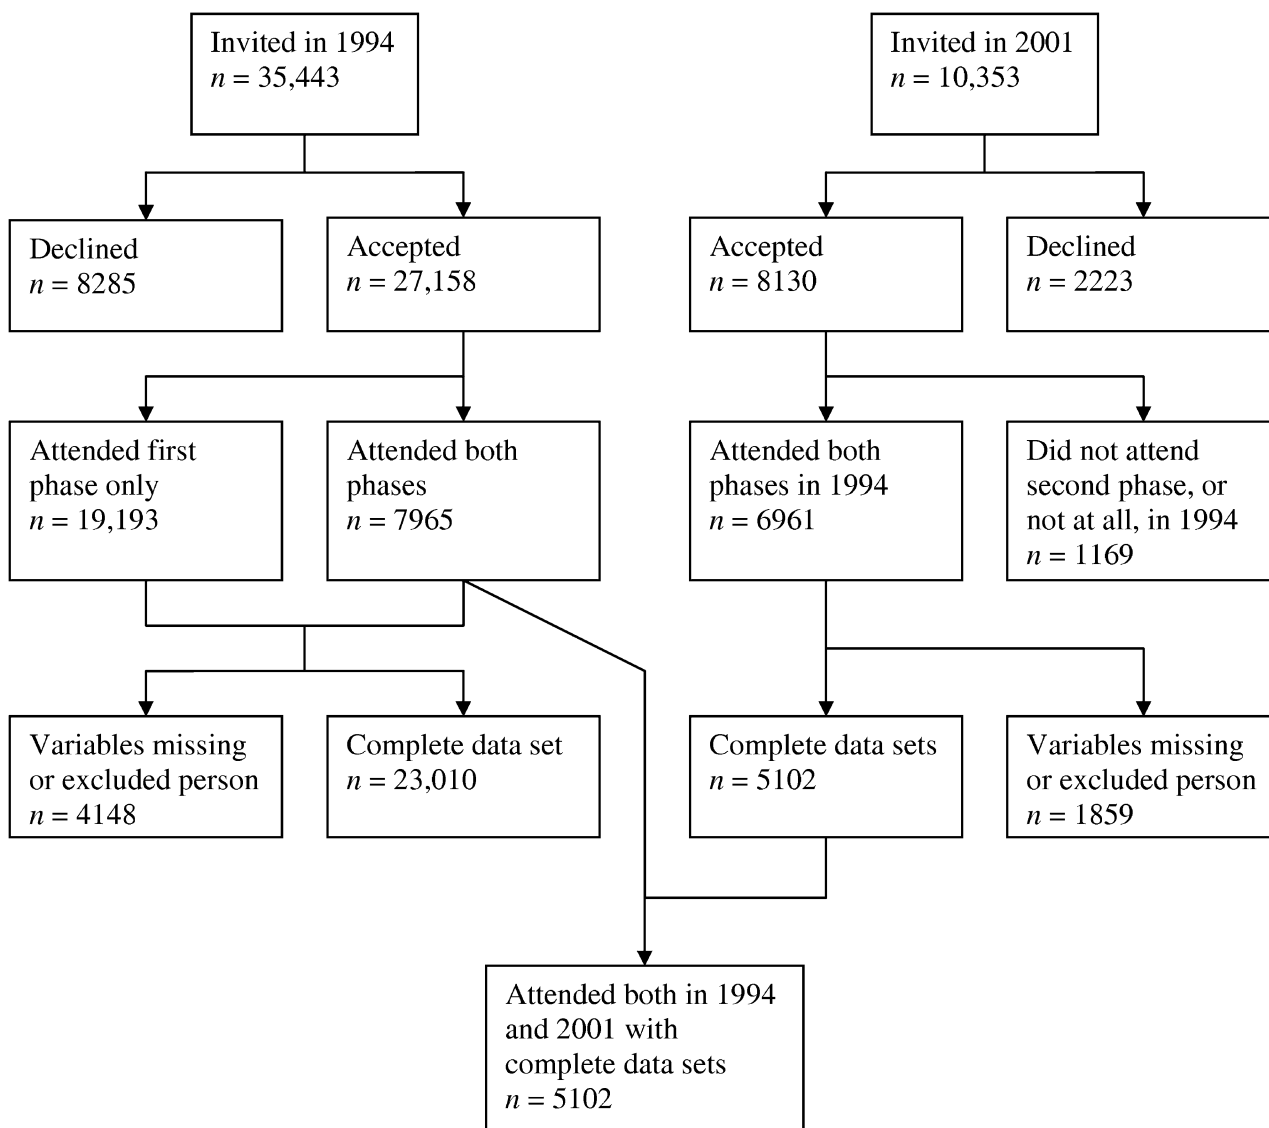 Invited in 1994
n = 35,443
Invited in 2001
n = 10,353
Declined
n = 8285
Accepted
n = 27,158
Accepted
n = 8130
Declined
n = 2223
Attended first
phase only
n = 19,193
Attended both
phases
n = 7965
Attended both
phases in 1994
n = 6961
Did not attend
second phase, or
not at all, in 1994
n = 1169
Variables missing
or excluded person
n = 4148
Complete data set
n = 23,010
Complete data sets
n = 5102
Variables missing
or excluded person
n = 1859
Attended both in 1994
and 2001 with
complete data sets
n = 5102